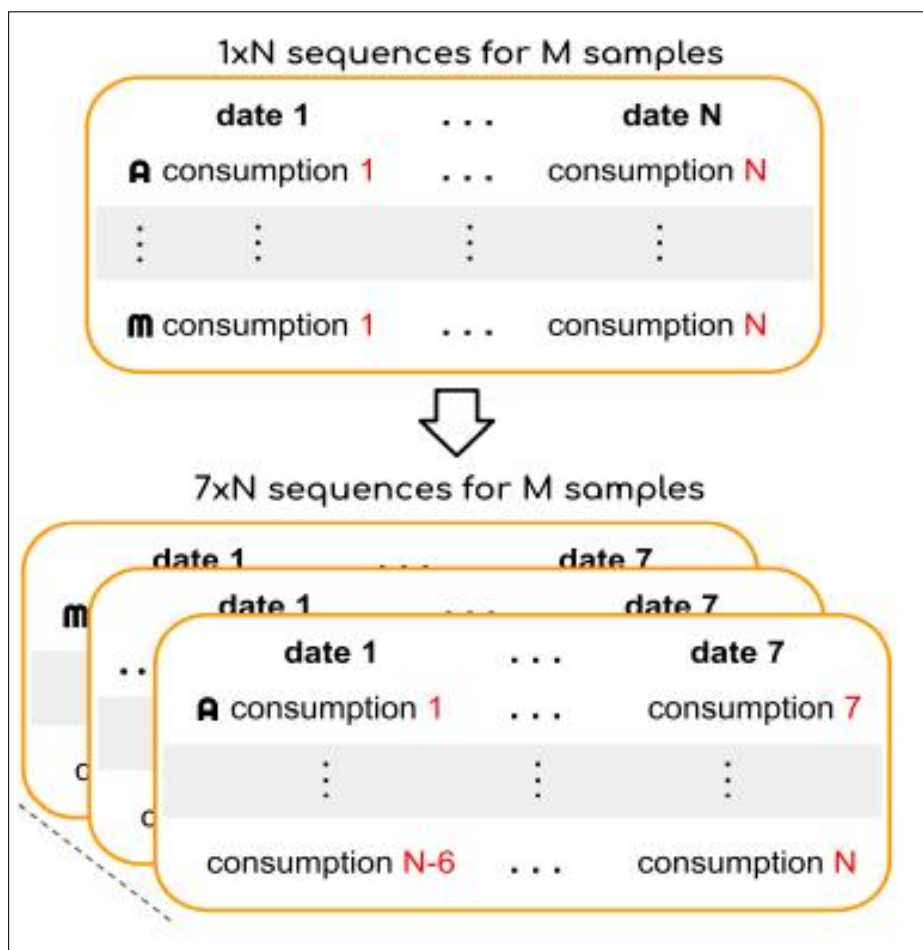 1xN sequences for M samples
date 1 . . . date N
A consumption 1 . . . consumption N
M consumption 1 . . . consumption N
7xN sequences for M samples
date 1 . . . date 7
M
date 1 . . . date 7
. .
date 1 . . . date 7
A consumption 1 . . . consumption 7
c
c
consumption N-6 . . . consumption N